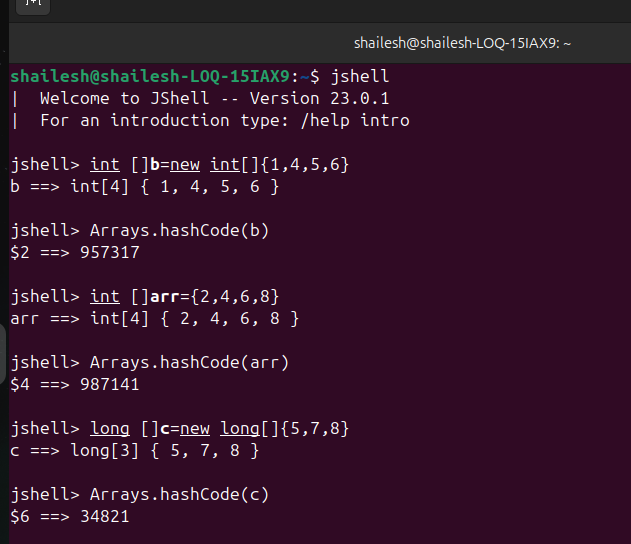 shailesh@shailesh-LOQ-15IAX9: ~
shailesh@shailesh-LOQ-15IAX9:~$ jshell
|  Welcome to JShell -- Version 23.0.1
|  For an introduction type: /help intro
jshell> int []b=new int[]{1,4,5,6}
b ==> int[4] { 1, 4, 5, 6 }
jshell> Arrays.hashCode(b)
$2 ==> 957317
jshell> int []arr={2,4,6,8}
arr ==> int[4] { 2, 4, 6, 8 }
jshell> Arrays.hashCode(arr)
$4 ==> 987141
jshell> long []c=new long[]{5,7,8}
c ==> long[3] { 5, 7, 8 }
jshell> Arrays.hashCode(c)
$6 ==> 34821